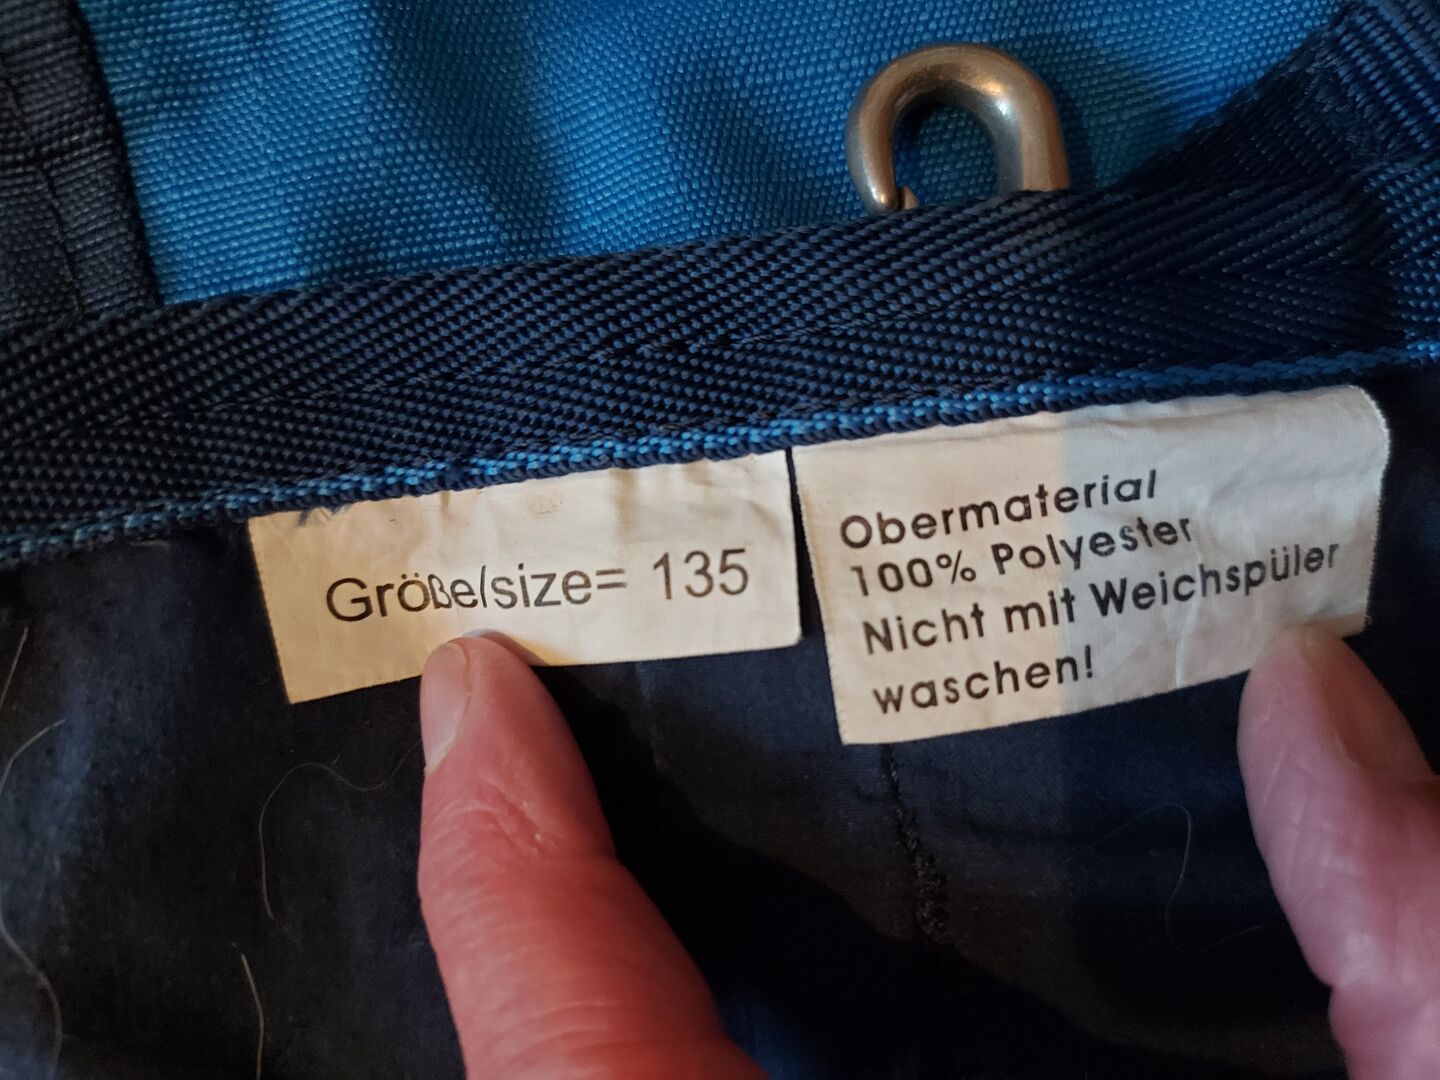 Größe/size= 135
Obermaterial
100% Polyester
Nicht mit Weichspüler
waschen!